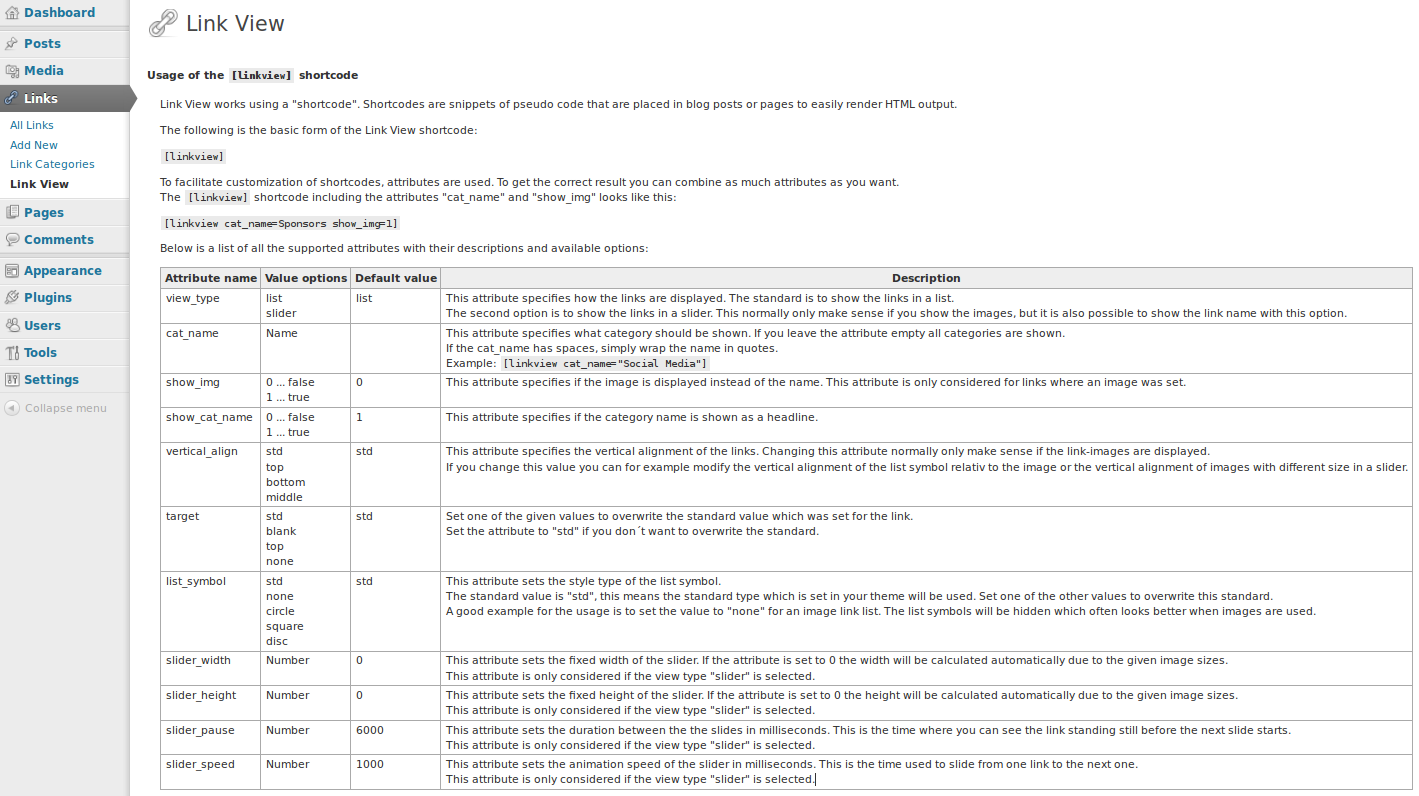 Dashboard
Posts
Media
Links
All Links
Add New
Link Categories
Link View
Pages
Comments
Appearance
Plugins
Users
Tools
Settings
Collapse menu
Link View
Usage of the [linkview] shortcode
Link View works using a "shortcode". Shortcodes are snippets of pseudo code that are placed in blog posts or pages to easily render HTML output.
The following is the basic form of the Link View shortcode:
[linkview]
To facilitate customization of shortcodes, attributes are used. To get the correct result you can combine as much attributes as you want.
The [linkview] shortcode including the attributes "cat_name" and "show_img" looks like this:
[linkview cat_name=Sponsors show_img=1]
Below is a list of all the supported attributes with their descriptions and available options:
Attribute name Value options Default value Description
view_type list list This attribute specifies how the links are displayed. The standard is to show the links in a list.
slider The second option is to show the links in a slider. This normally only make sense if you show the images, but it is also possible to show the link name with this option.
cat_name Name This attribute specifies what category should be shown. If you leave the attribute empty all categories are shown.
If the cat_name has spaces, simply wrap the name in quotes.
Example: [linkview cat_name="Social Media"]
show_img 0 ... false 0 This attribute specifies if the image is displayed instead of the name. This attribute is only considered for links where an image was set.
1 ... true
show_cat_name 0 ... false 1 This attribute specifies if the category name is shown as a headline.
1 ... true
vertical_align std std This attribute specifies the vertical alignment of the links. Changing this attribute normally only make sense if the link-images are displayed.
top If you change this value you can for example modify the vertical alignment of the list symbol relativ to the image or the vertical alignment of images with different size in a slider.
bottom
middle
target std std Set one of the given values to overwrite the standard value which was set for the link.
blank Set the attribute to "std" if you don´t want to overwrite the standard.
top
none
list_symbol std std This attribute sets the style type of the list symbol.
none The standard value is "std", this means the standard type which is set in your theme will be used. Set one of the other values to overwrite this standard.
circle A good example for the usage is to set the value to "none" for an image link list. The list symbols will be hidden which often looks better when images are used.
square
disc
slider_width Number 0 This attribute sets the fixed width of the slider. If the attribute is set to 0 the width will be calculated automatically due to the given image sizes.
This attribute is only considered if the view type "slider" is selected.
slider_height Number 0 This attribute sets the fixed height of the slider. If the attribute is set to 0 the height will be calculated automatically due to the given image sizes.
This attribute is only considered if the view type "slider" is selected.
slider_pause Number 6000 This attribute sets the duration between the the slides in milliseconds. This is the time where you can see the link standing still before the next slide starts.
This attribute is only considered if the view type "slider" is selected.
slider_speed Number 1000 This attribute sets the animation speed of the slider in milliseconds. This is the time used to slide from one link to the next one.
This attribute is only considered if the view type "slider" is selected.